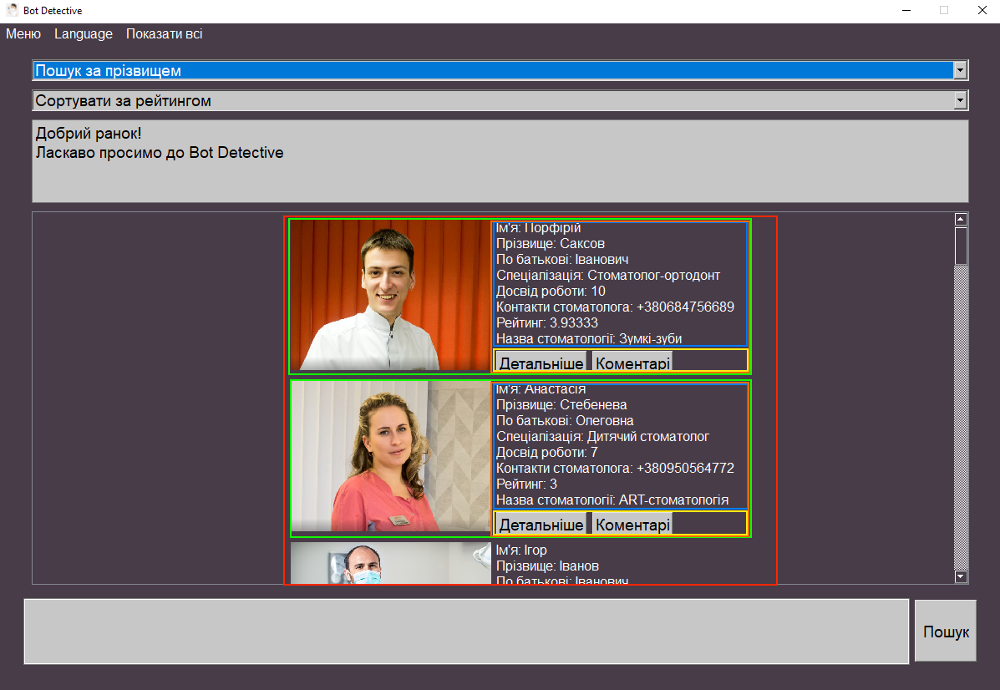 Bot Detective
Меню Language Показати всі
Пошук за прізвищем
Сортувати за рейтингом
Добрий ранок!
Ласкаво просимо до Bot Detective
Ім'я: Порфірій
Прізвище: Саксов
По батькові: Іванович
Спеціалізація: Стоматолог-ортодонт
Досвід роботи: 10
Контакти стоматолога: +380684756689
Рейтинг: 3.93333
Назва стоматології: Зумкі-зуби
Детальніше Коментарі
Ім'я: Анастасія
Прізвище: Стебенева
По батькові: Олеговна
Спеціалізація: Дитячий стоматолог
Досвід роботи: 7
Контакти стоматолога: +380950564772
Рейтинг: 3
Назва стоматології: ART-стоматологія
Детальніше Коментарі
Ім'я: Ігор
Прізвище: Іванов
По батькові: Іванович
Пошук